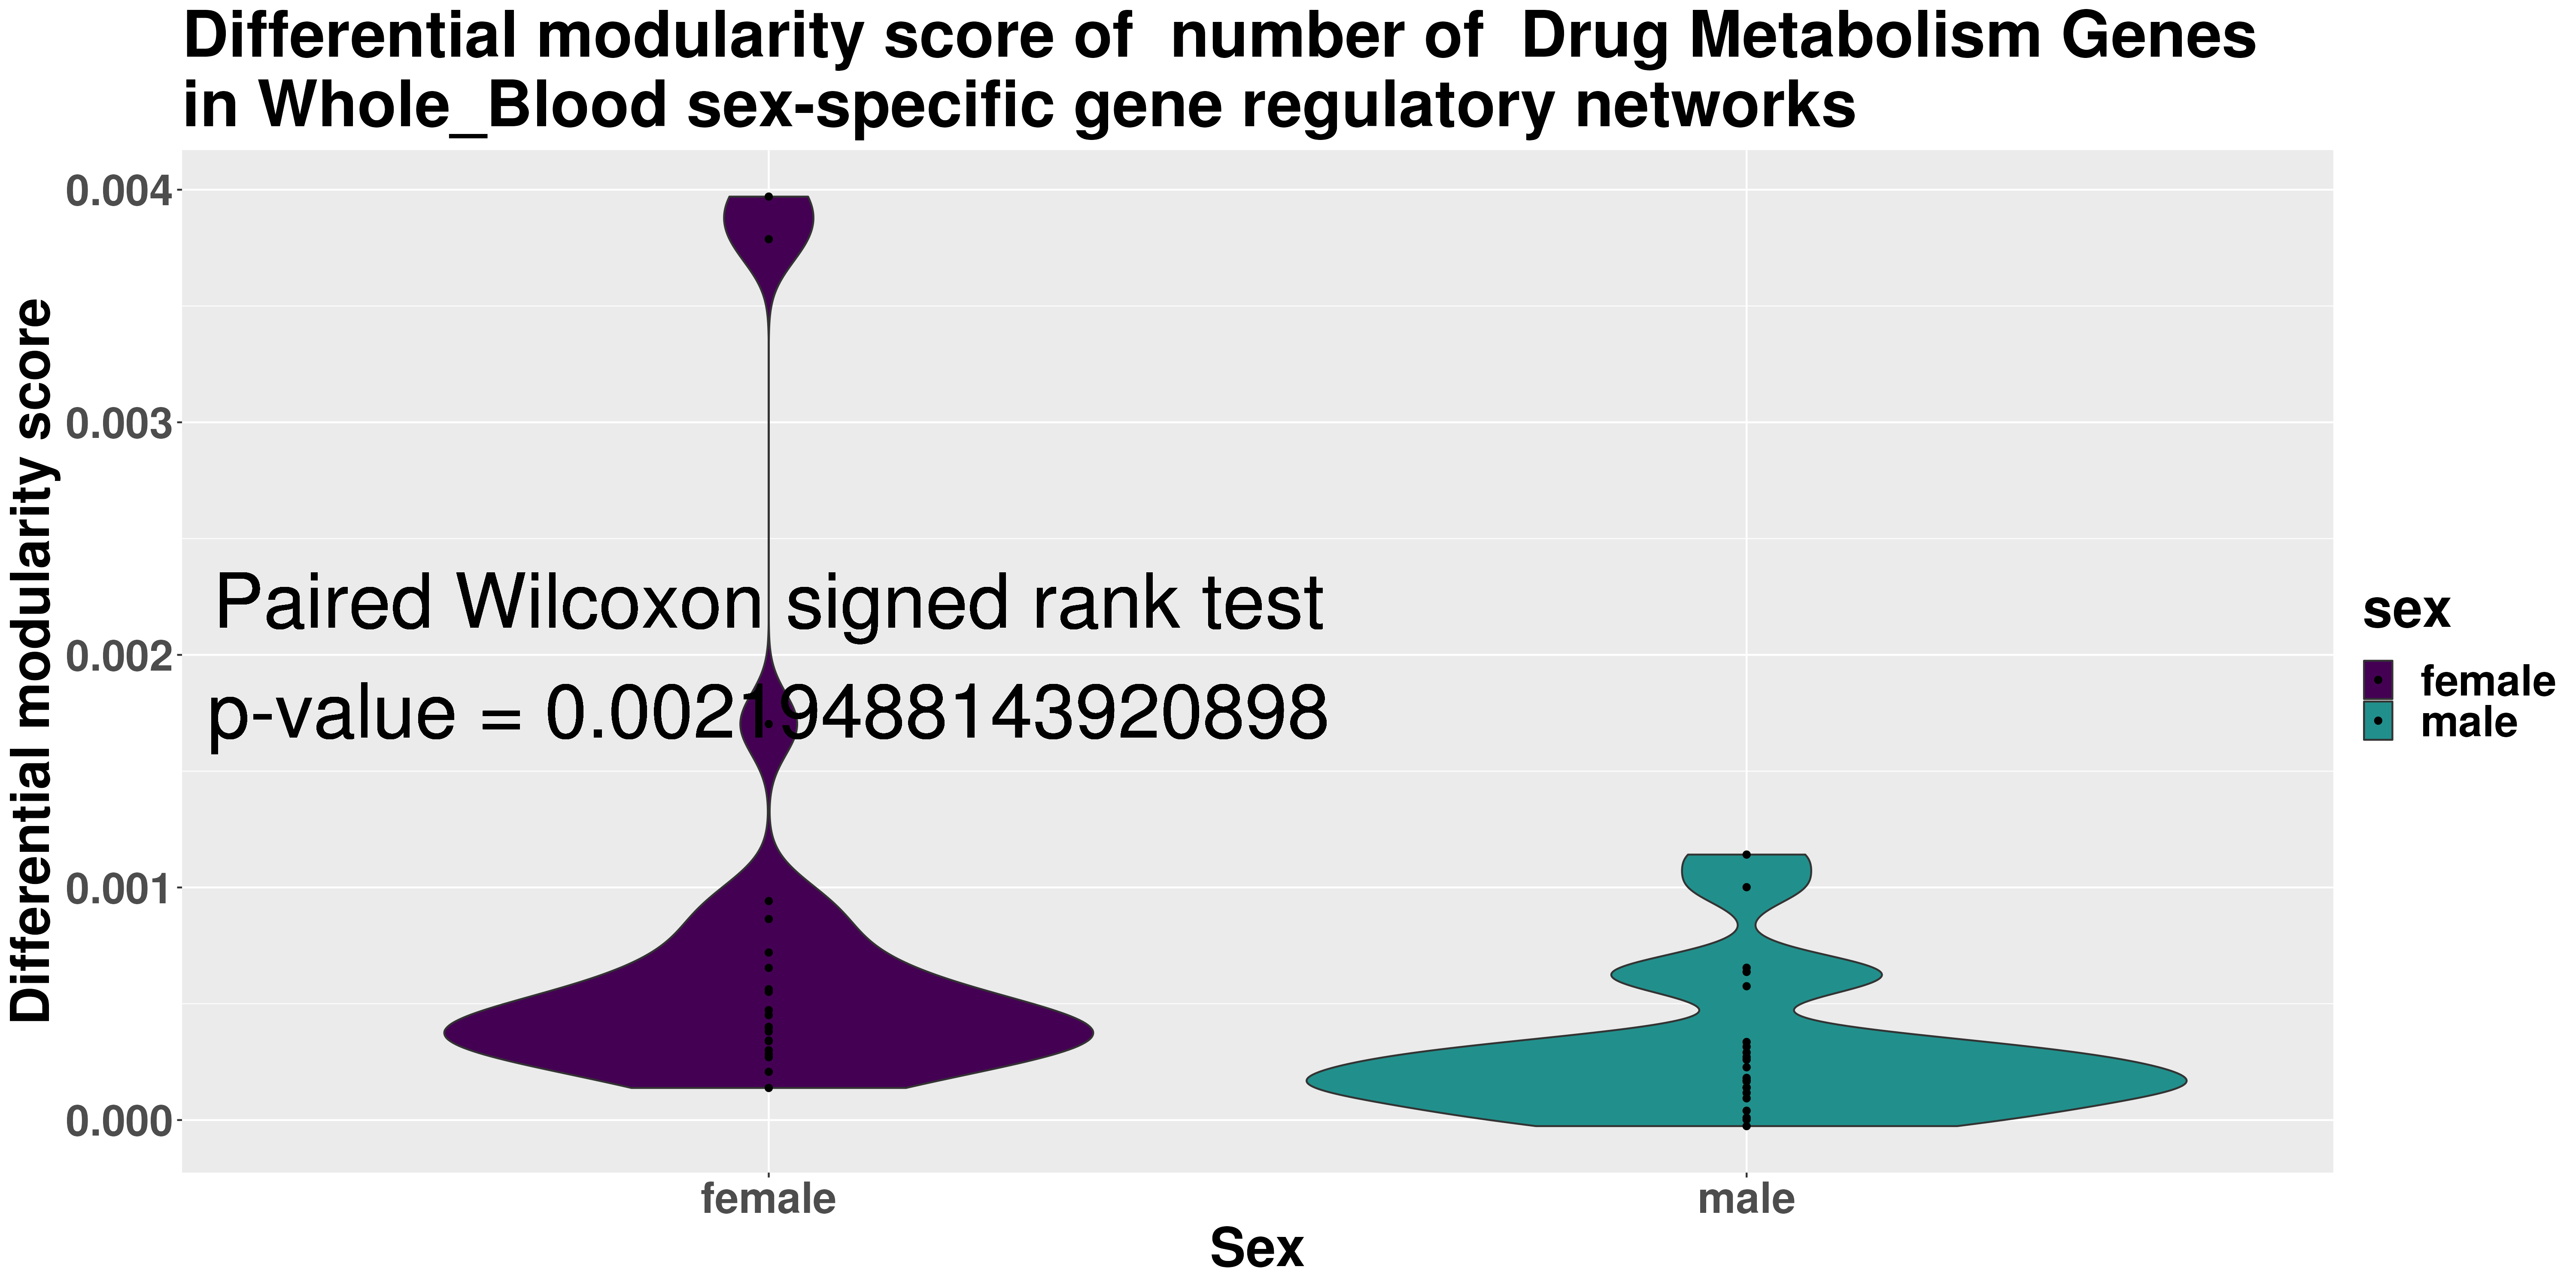 Differential modularity score of  number of  Drug Metabolism Genes
in Whole_Blood sex-specific gene regulatory networks
Differential modularity score
0.004
0.003
0.002
0.001
0.000
Paired Wilcoxon signed rank test
p-value = 0.00219488143920898
female
male
Sex
sex
female
male